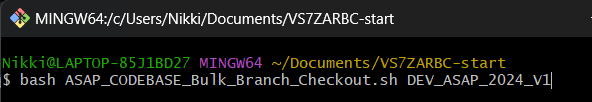 MINGW64:/c/Users/Nikki/Documents/VS7ZARBC-start
Nikki@LAPTOP-85J1BD27 MINGW64 ~/Documents/VS7ZARBC-start
$ bash ASAP_CODEBASE_Bulk_Branch_Checkout.sh DEV_ASAP_2024_V1